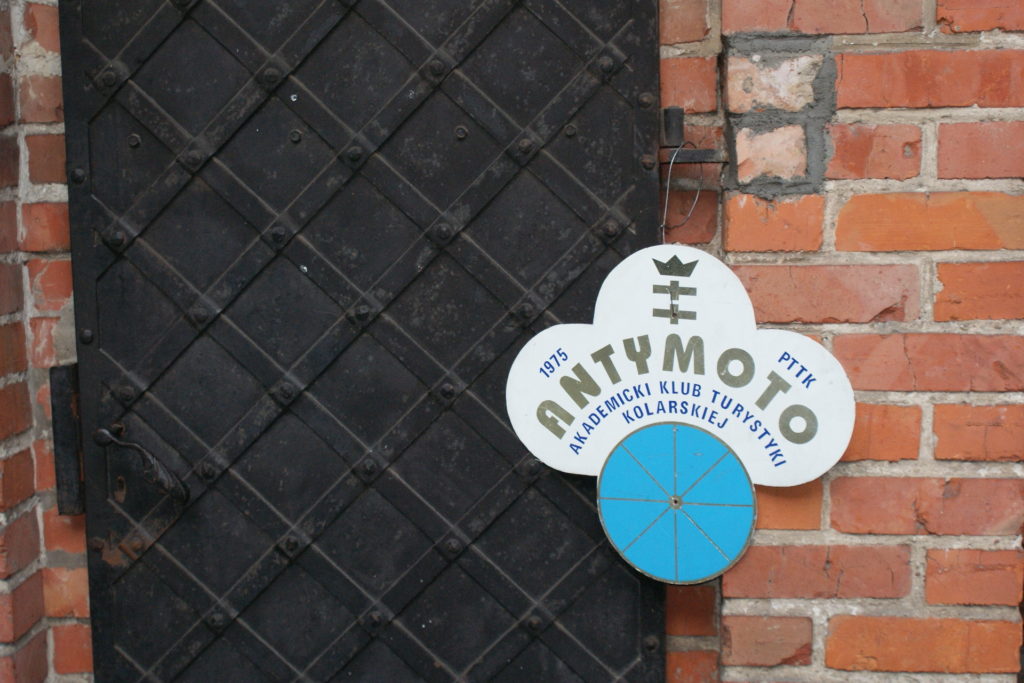 1975
ANTYMOTO
PTTK
AKADEMICKI KLUB TURYSTYKI
KOLARSKIEJ